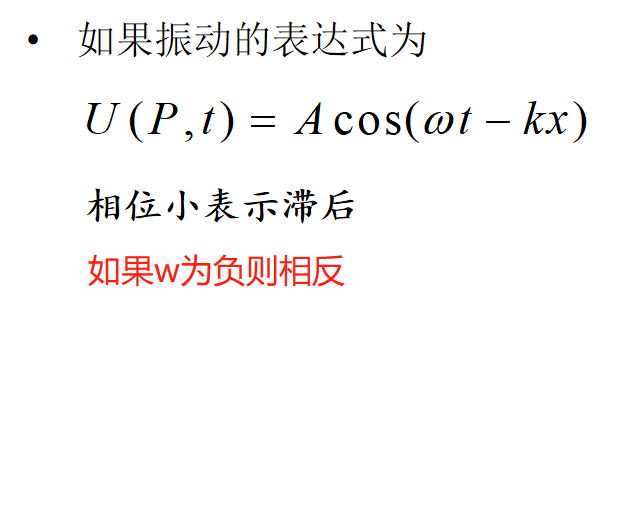 • 如果振动的表达式为
U(P,t) = A cos(ωt − kx)
相位小表示滞后
如果w为负则相反